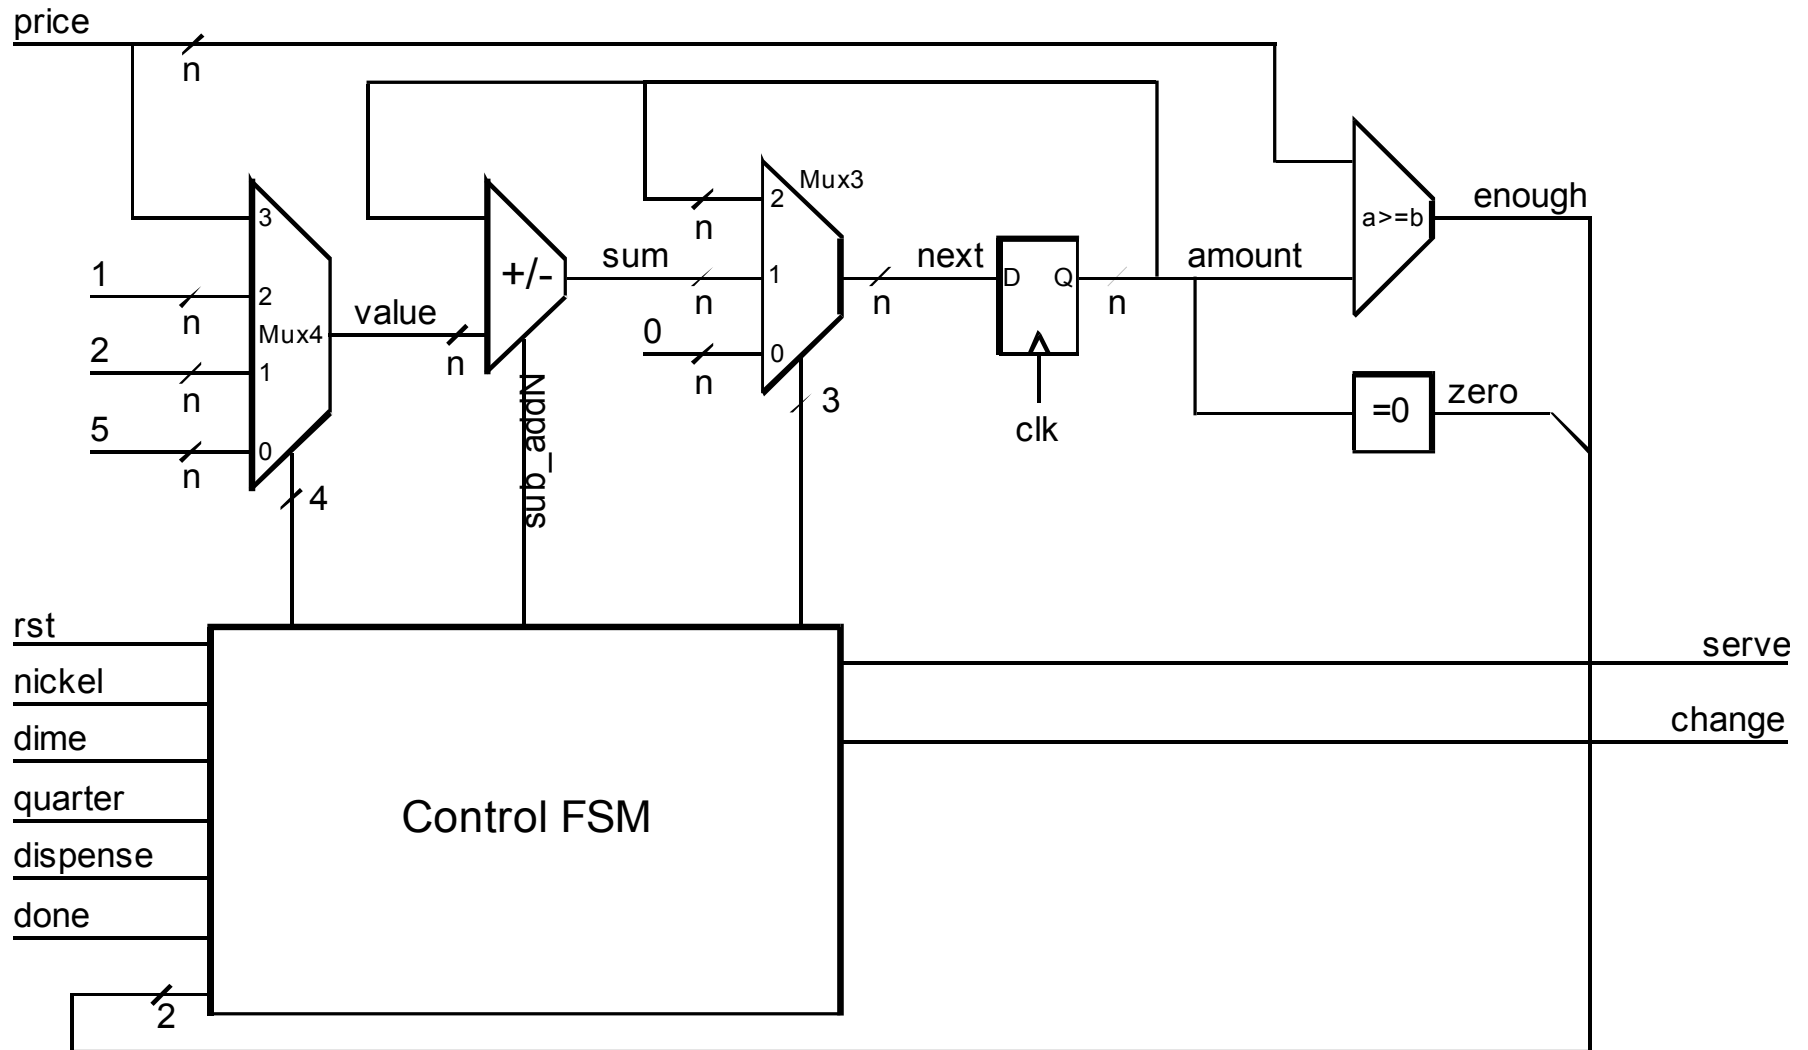 price
n
Mux3
2
n
3
enough
a>=b
1
2
n
Mux4
value
n
+/-
sum
1
n
next
n
D Q
n
amount
2
1
n
0
0
n
5
0
n
clk
=0
zero
4
sub_addN
3
rst
nickel
dime
quarter
dispense
done
2
Control FSM
serve
change